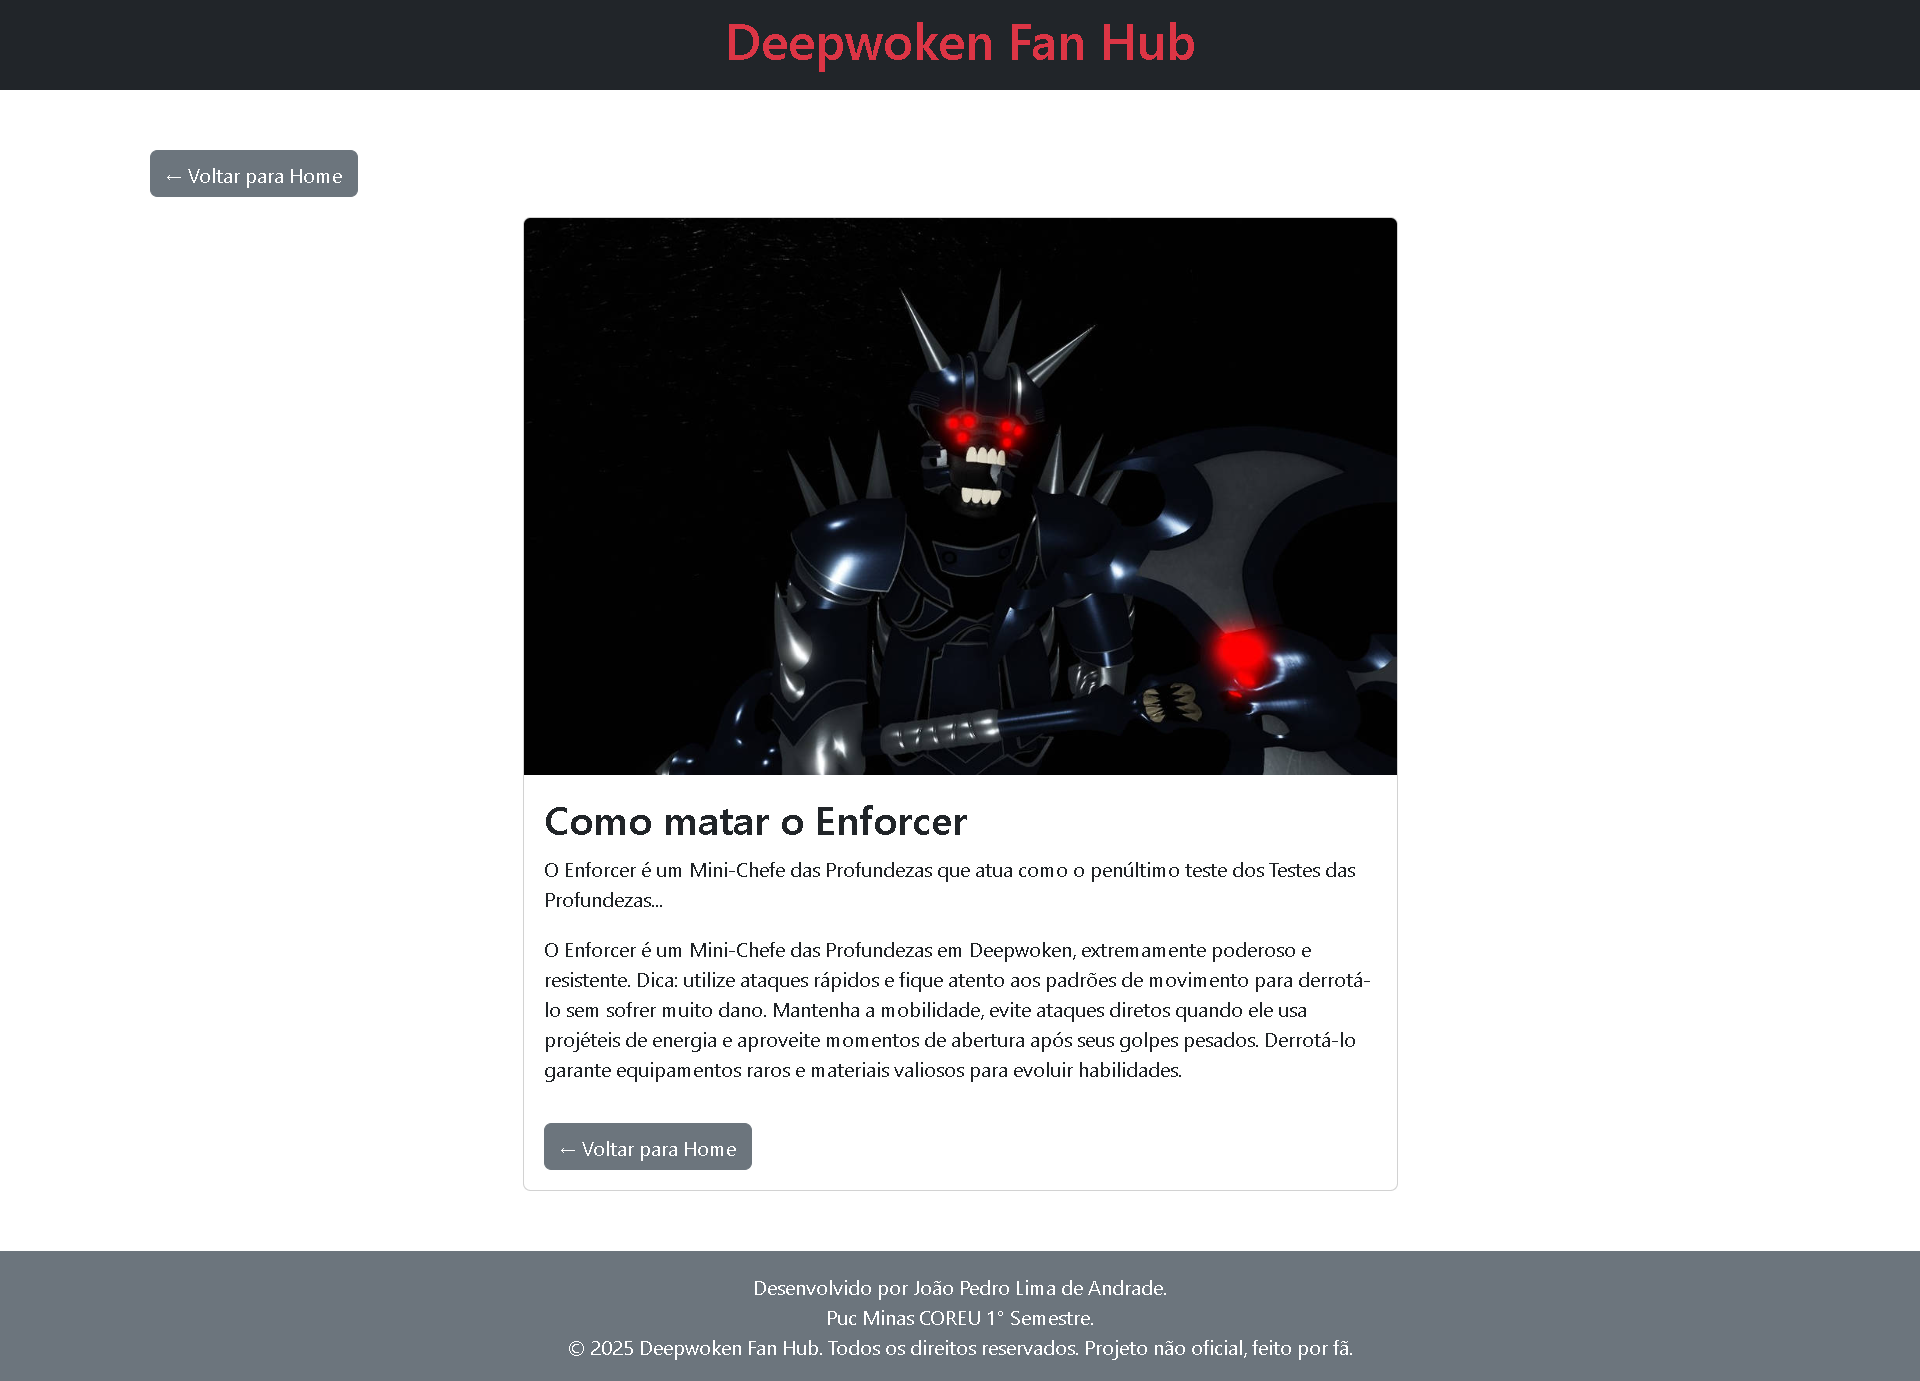 Deepwoken Fan Hub
← Voltar para Home
Como matar o Enforcer
O Enforcer é um Mini-Chefe das Profundezas que atua como o penúltimo teste dos Testes das
Profundezas...
O Enforcer é um Mini-Chefe das Profundezas em Deepwoken, extremamente poderoso e
resistente. Dica: utilize ataques rápidos e fique atento aos padrões de movimento para derrotá-
lo sem sofrer muito dano. Mantenha a mobilidade, evite ataques diretos quando ele usa
projéteis de energia e aproveite momentos de abertura após seus golpes pesados. Derrotá-lo
garante equipamentos raros e materiais valiosos para evoluir habilidades.
← Voltar para Home
Desenvolvido por João Pedro Lima de Andrade.
Puc Minas COREU 1° Semestre.
© 2025 Deepwoken Fan Hub. Todos os direitos reservados. Projeto não oficial, feito por fã.